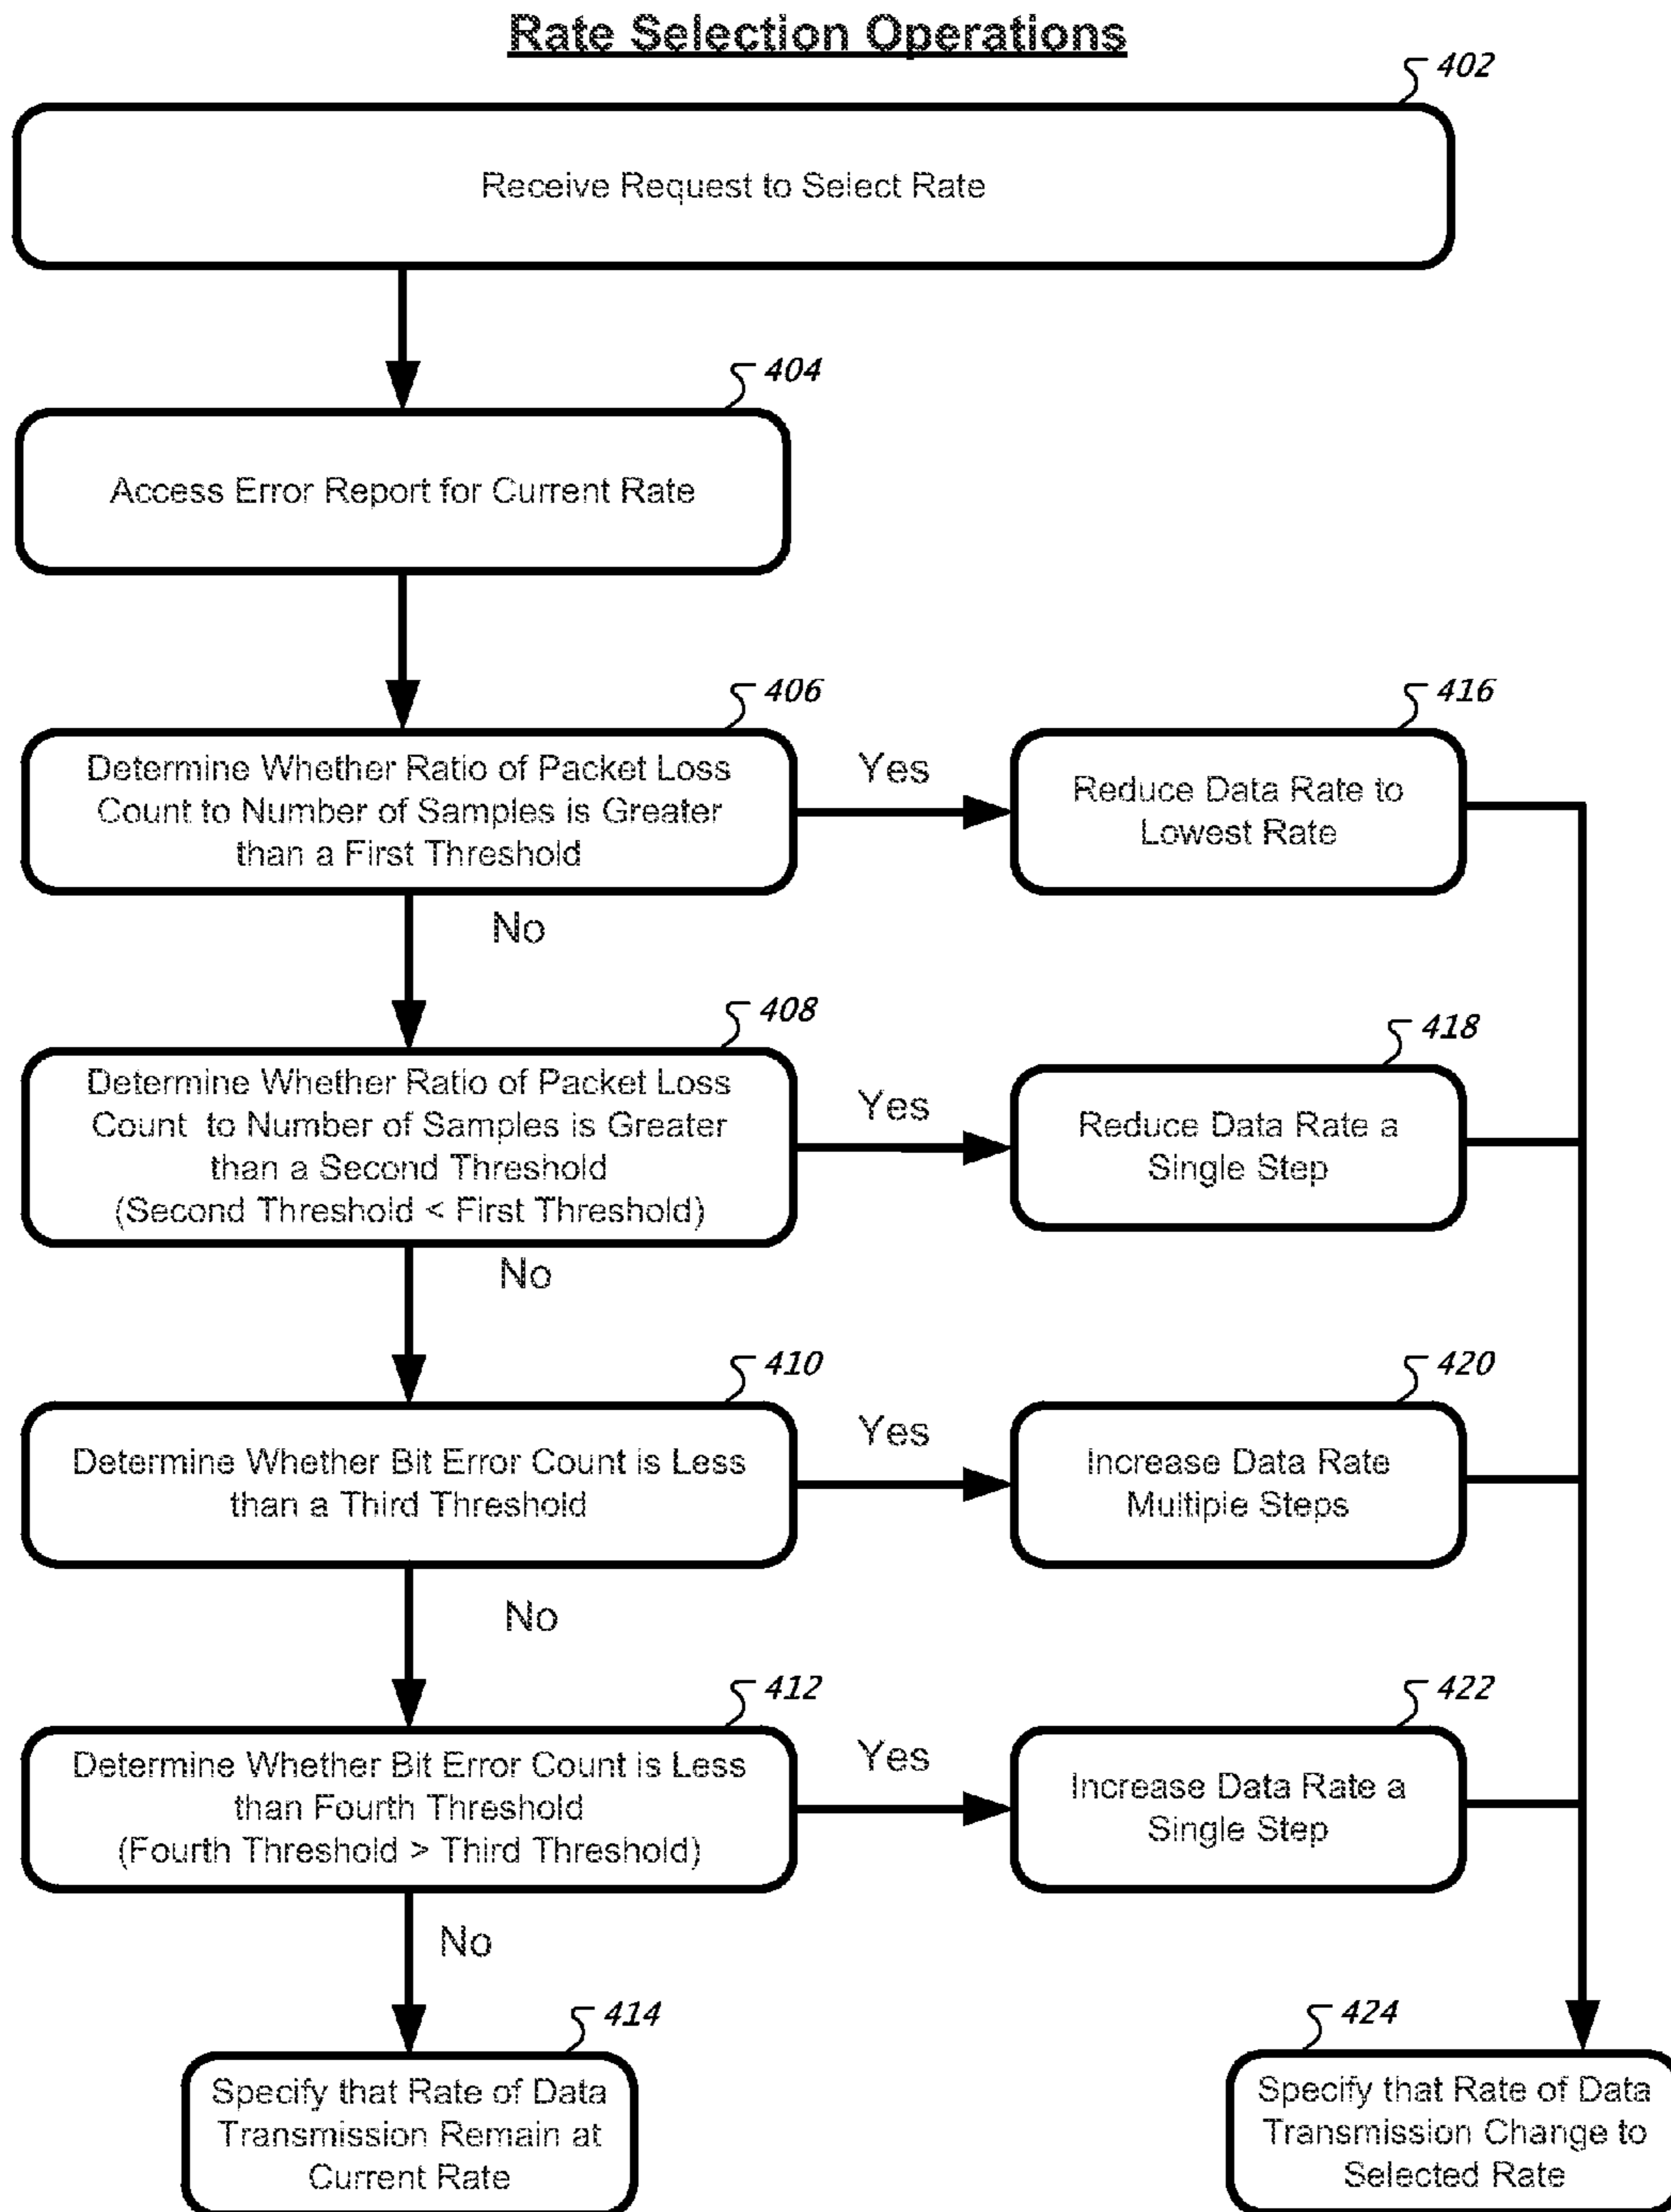 Rate Selection Operations
402
Receive Request to Select Rate
404
Access Error Report for Current Rate
406
Determine Whether Ratio of Packet Loss
Count to Number of Samples is Greater
than a First Threshold
Yes
416
Reduce Data Rate to
Lowest Rate
No
408
Determine Whether Ratio of Packet Loss
Count to Number of Samples is Greater
than a Second Threshold
(Second Threshold < First Threshold)
Yes
418
Reduce Data Rate a
Single Step
No
410
Determine Whether Bit Error Count is Less
than a Third Threshold
Yes
420
Increase Data Rate
Multiple Steps
No
412
Determine Whether Bit Error Count is Less
than Fourth Threshold
(Fourth Threshold > Third Threshold)
Yes
422
Increase Data Rate a
Single Step
No
414
Specify that Rate of Data
Transmission Remain at
Current Rate
424
Specify that Rate of Data
Transmission Change to
Selected Rate